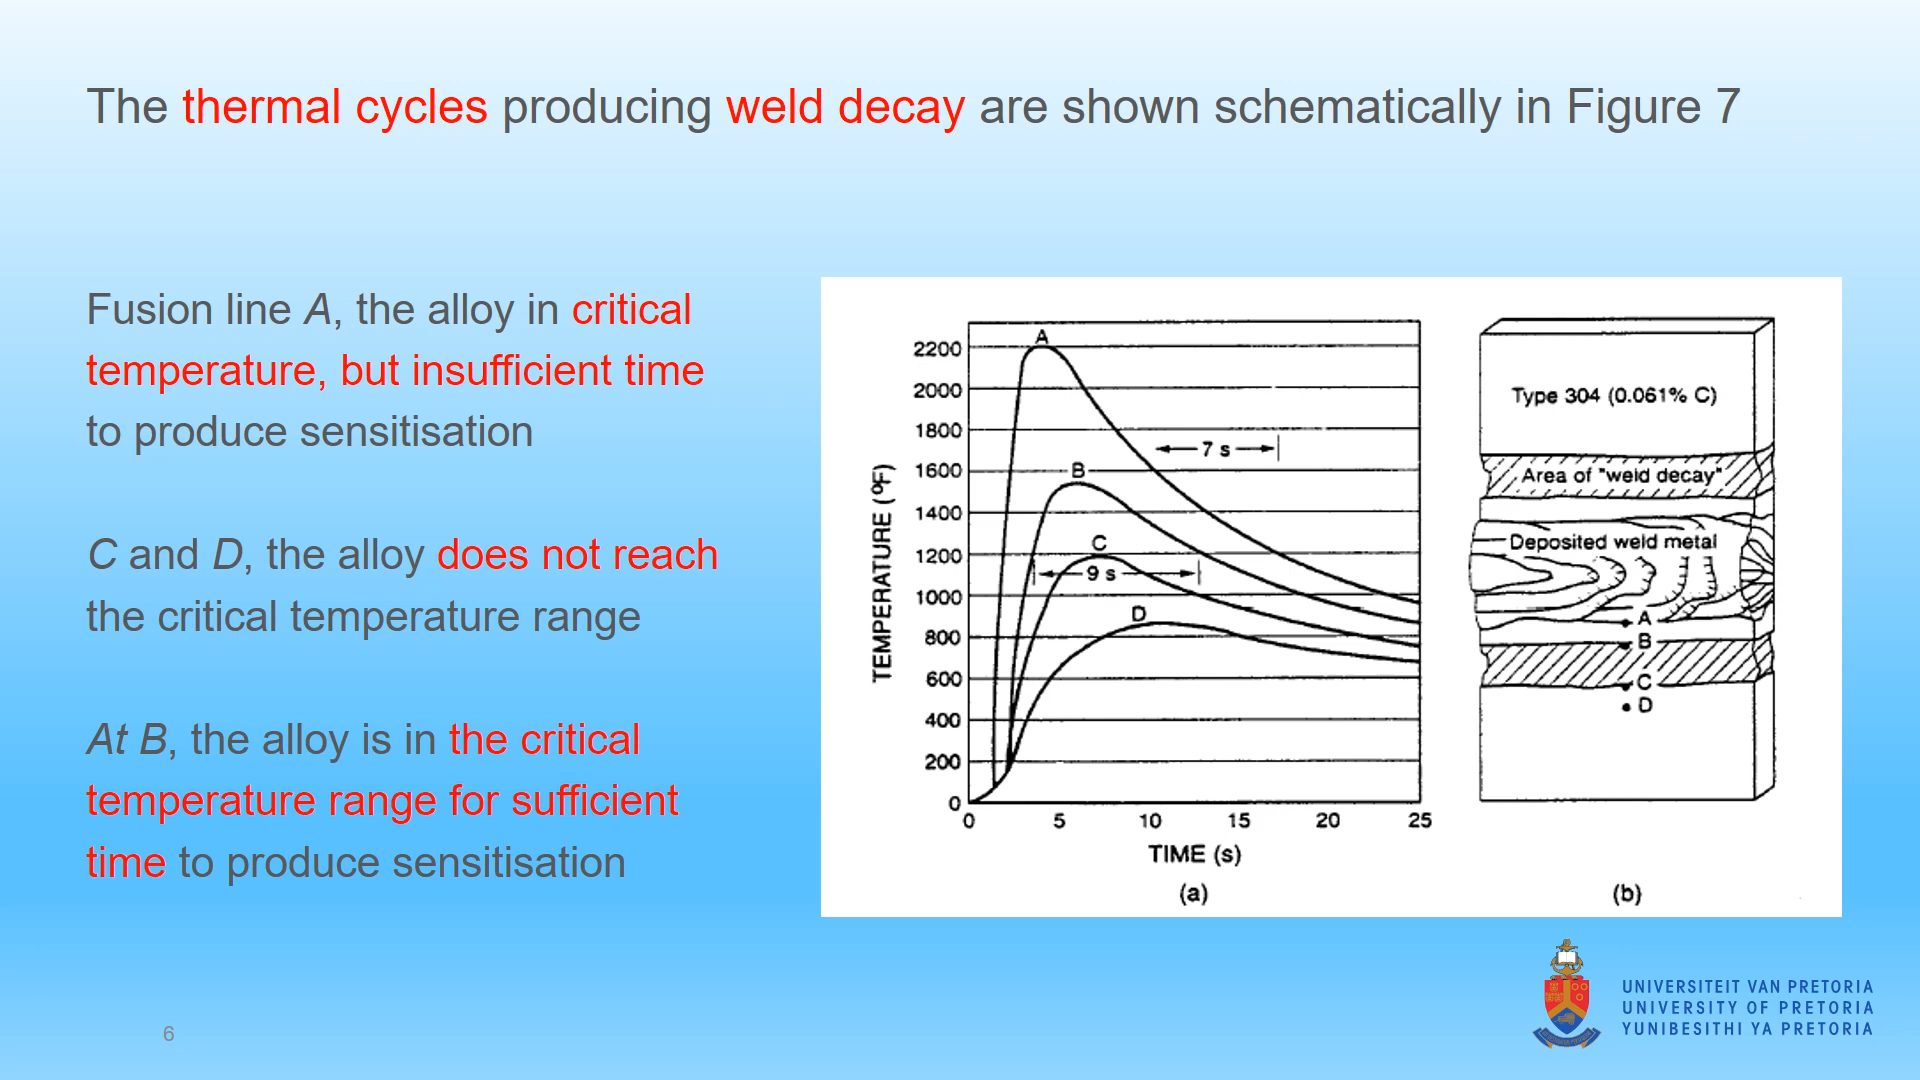 The thermal cycles producing weld decay are shown schematically in Figure 7
Fusion line A, the alloy in critical
temperature, but insufficient time
to produce sensitisation
C and D, the alloy does not reach
the critical temperature range
At B, the alloy is in the critical
temperature range for sufficient
time to produce sensitisation
TEMPERATURE (°F)
2200
2000
1800
1600
1400
1200
1000
800
600
400
200
0
A
7 s
B
C
9 s
D
0 5 10 15 20 25
TIME (s)
(a)
Type 304 (0.061% C)
Area of "weld decay"
Deposited weld metal
A
B
C
D
(b)
UNIVERSITEIT VAN PRETORIA
UNIVERSITY OF PRETORIA
YUNIBESITHI YA PRETORIA
6